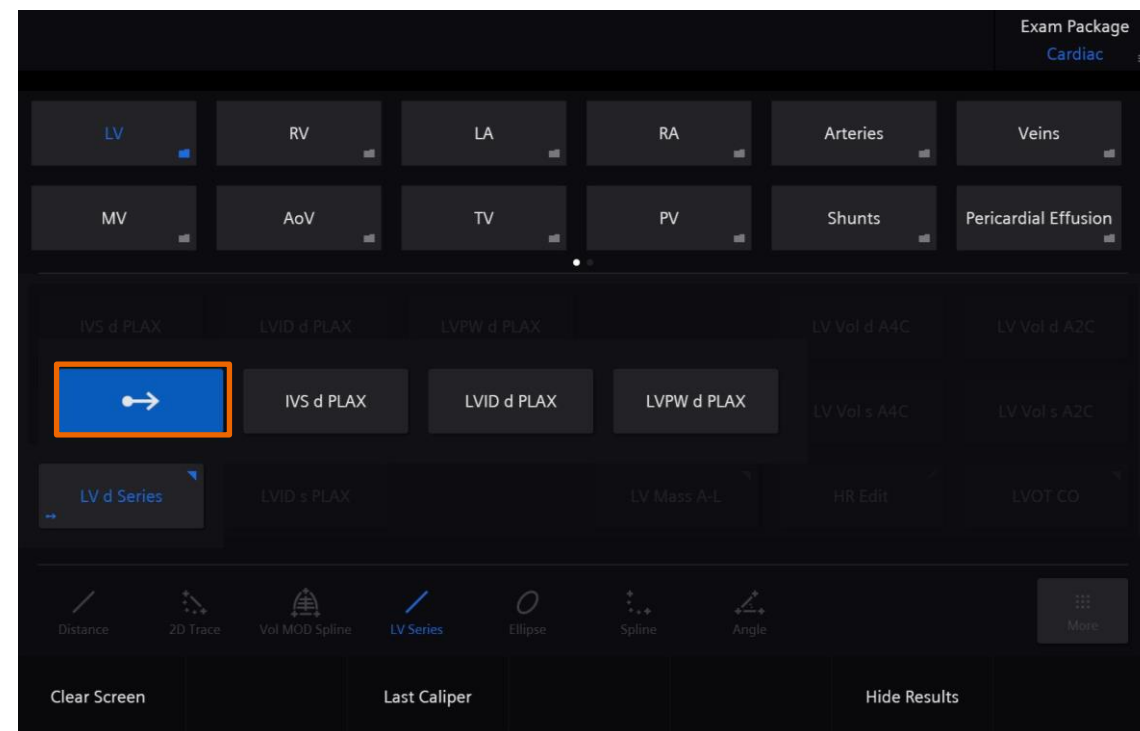 Exam Package
Cardiac
LV RV LA RA Arteries Veins
MV AoV TV PV Shunts Pericardial Effusion
IVS d PLAX LVID d PLAX LVPW d PLAX LV Vol d A4C LV Vol d A2C
IVS d PLAX LVID d PLAX LVPW d PLAX LV Vol s A4C LV Vol s A2C
LV d Series LVID s PLAX LV Mass A-L HR Edit LVOT CO
Distance 2D Trace Vol MOD Spline LV Series Ellipse Spline Angle More
Clear Screen Last Caliper Hide Results